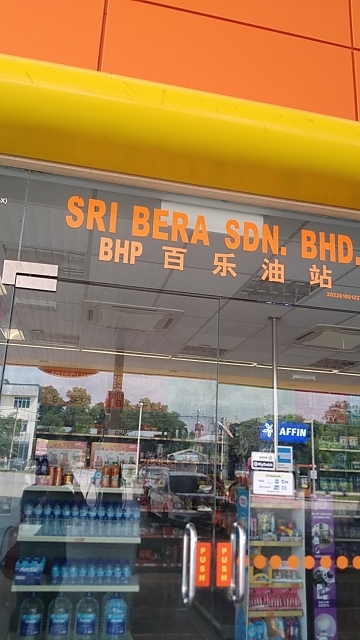 SRI BERA SDN. BHD.
BHP 百乐油站
AFFIN
PUSH
PUSH